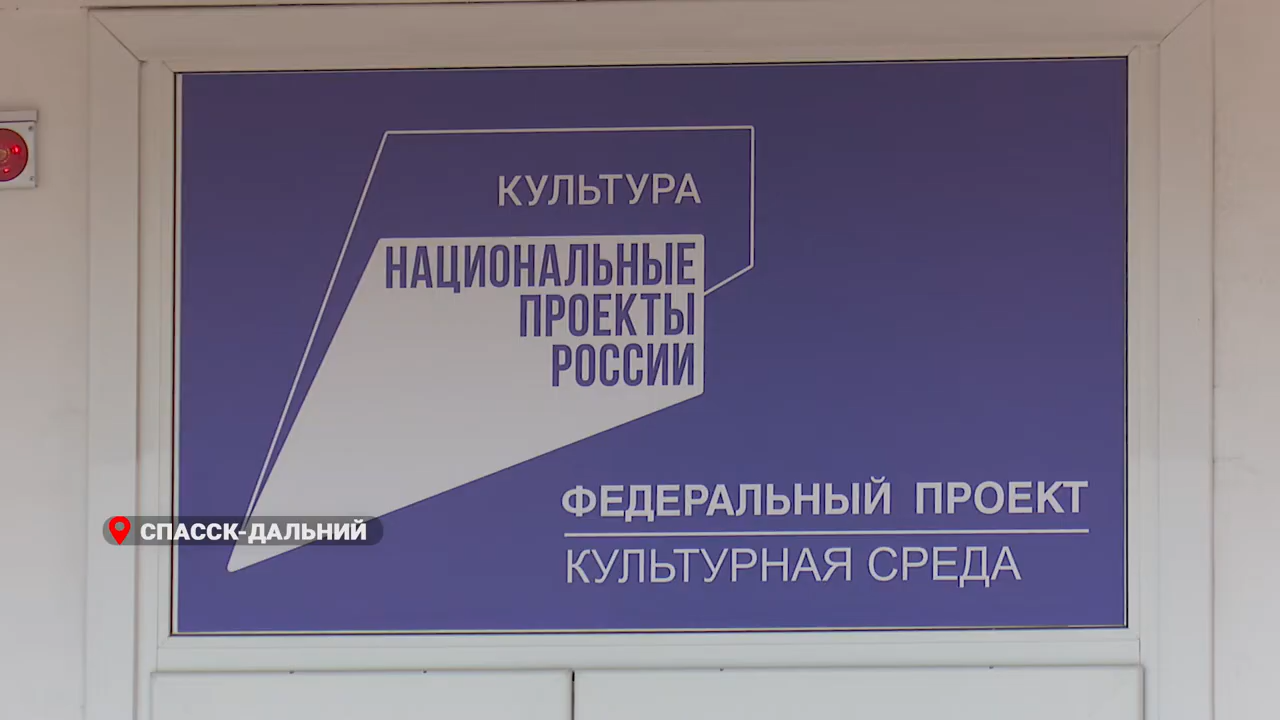 КУЛЬТУРА
НАЦИОНАЛЬНЫЕ
ПРОЕКТЫ
РОССИИ
ФЕДЕРАЛЬНЫЙ ПРОЕКТ
КУЛЬТУРНАЯ СРЕДА
СПАССК-ДАЛЬНИЙ